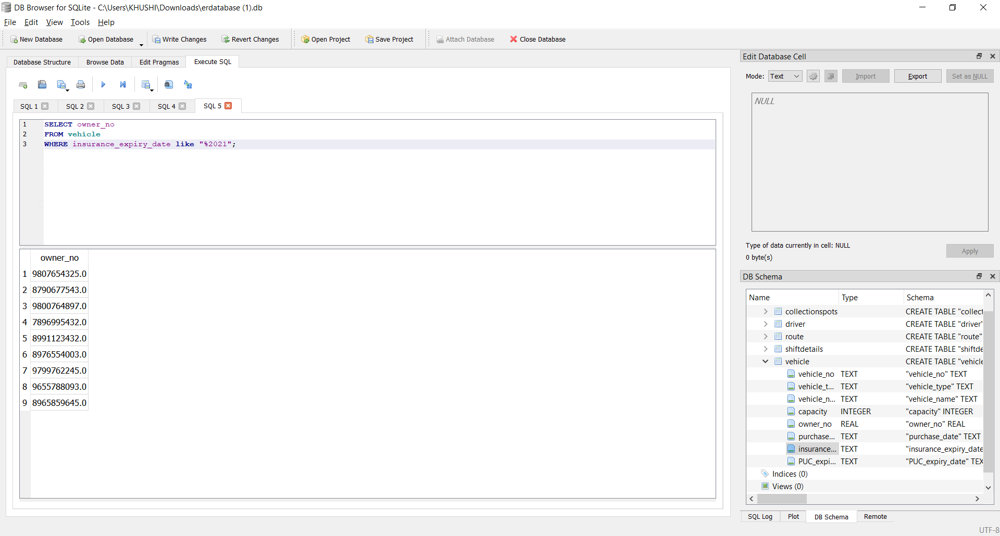 DB Browser for SQLite - C:\Users\KHUSHI\Downloads\erdatabase (1).db
File Edit View Tools Help
New Database Open Database Write Changes Revert Changes Open Project Save Project Attach Database Close Database
Database Structure Browse Data Edit Pragmas Execute SQL
SQL 1 SQL 2 SQL 3 SQL 4 SQL 5
1 SELECT owner_no
2 FROM vehicle
3 WHERE insurance_expiry_date like "%2021";
owner_no
1 9807654325.0
2 8790677543.0
3 9800764897.0
4 7896995432.0
5 8991123432.0
6 8976554003.0
7 9799762245.0
8 9655788093.0
9 8965859645.0
Edit Database Cell
Mode: Text Import Export Set as NULL
NULL
Type of data currently in cell: NULL
0 byte(s)
Apply
DB Schema
Name Type Schema
collectionspots CREATE TABLE "collect
driver CREATE TABLE "driver"
route CREATE TABLE "route"
shiftdetails CREATE TABLE "shiftde
vehicle CREATE TABLE "vehicle
vehicle_no TEXT "vehicle_no" TEXT
vehicle_t... TEXT "vehicle_type" TEXT
vehicle_n... TEXT "vehicle_name" TEXT
capacity INTEGER "capacity" INTEGER
owner_no REAL "owner_no" REAL
purchase... TEXT "purchase_date" TEXT
insurance... TEXT "insurance_expiry_date
PUC_expi... TEXT "PUC_expiry_date" TEX
Indices (0)
Views (0)
SQL Log Plot DB Schema Remote
UTF-8